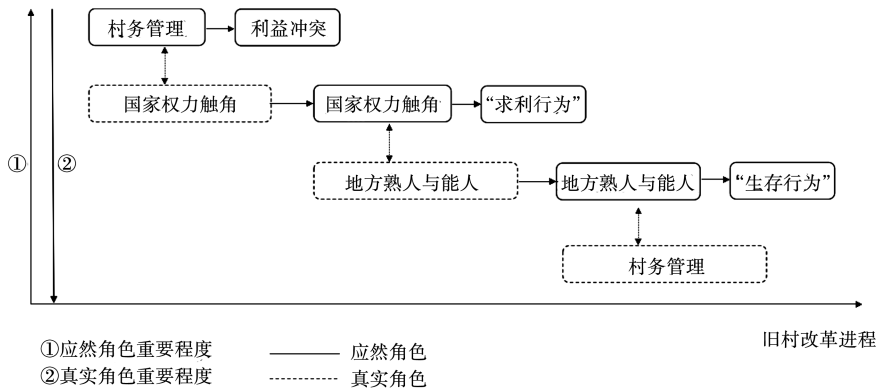 村务管理 利益冲突
国家权力触角 国家权力触角 “求利行为”
① ② 地方熟人与能人 地方熟人与能人 “生存行为”
村务管理
旧村改革进程
①应然角色重要程度 应然角色
②真实角色重要程度 真实角色